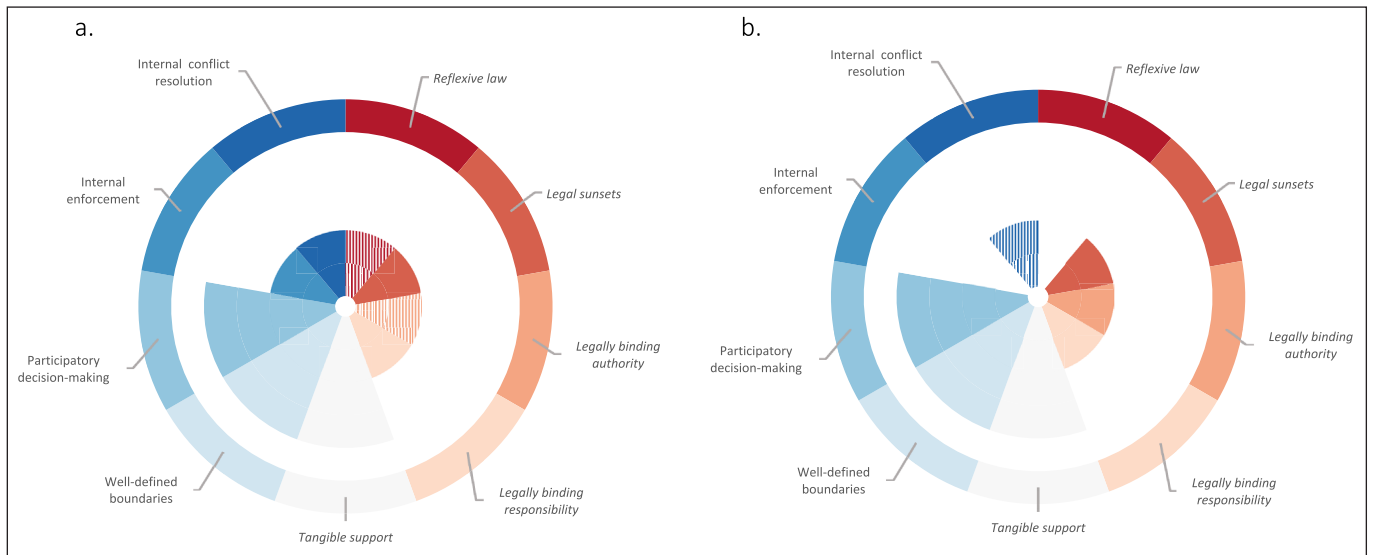 a.
Internal conflict
resolution
Reflexive law
Internal
enforcement
Legal sunsets
Participatory
decision-making
Legally binding
authority
Well-defined
boundaries
Legally binding
responsibility
Tangible support
b.
Internal conflict
resolution
Reflexive law
Internal
enforcement
Legal sunsets
Participatory
decision-making
Legally binding
authority
Well-defined
boundaries
Legally binding
responsibility
Tangible support